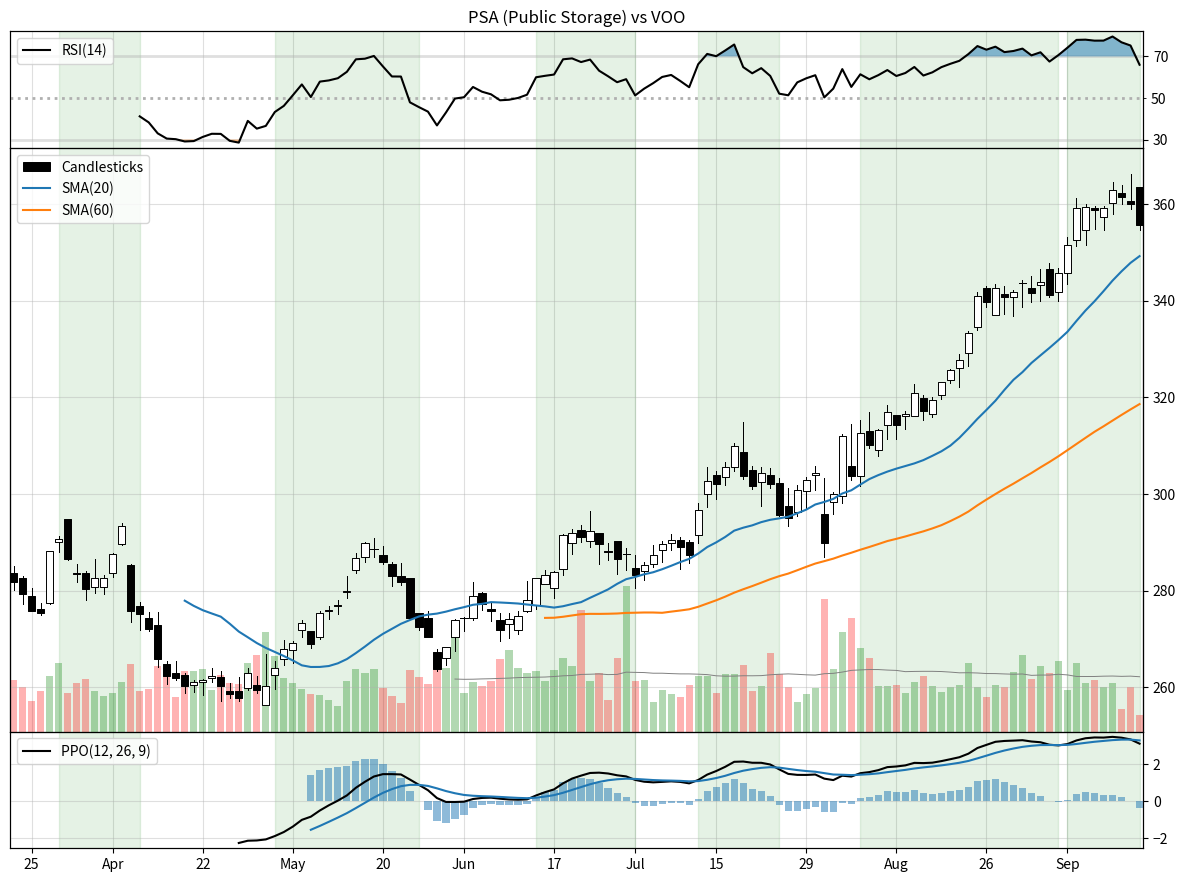 PSA (Public Storage) vs VOO
RSI(14)
70
50
30
Candlesticks
SMA(20)
SMA(60)
360
340
320
300
280
260
PPO(12, 26, 9)
2
0
−2
25 Apr 22 May 20 Jun 17 Jul 15 29 Aug 26 Sep